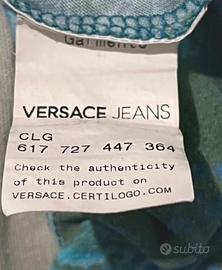 Garments
VERSACE JEANS
CLG
617 727 447 364
Check the authenticity
of this product on
VERSACE.CERTILOGO.COM
subito